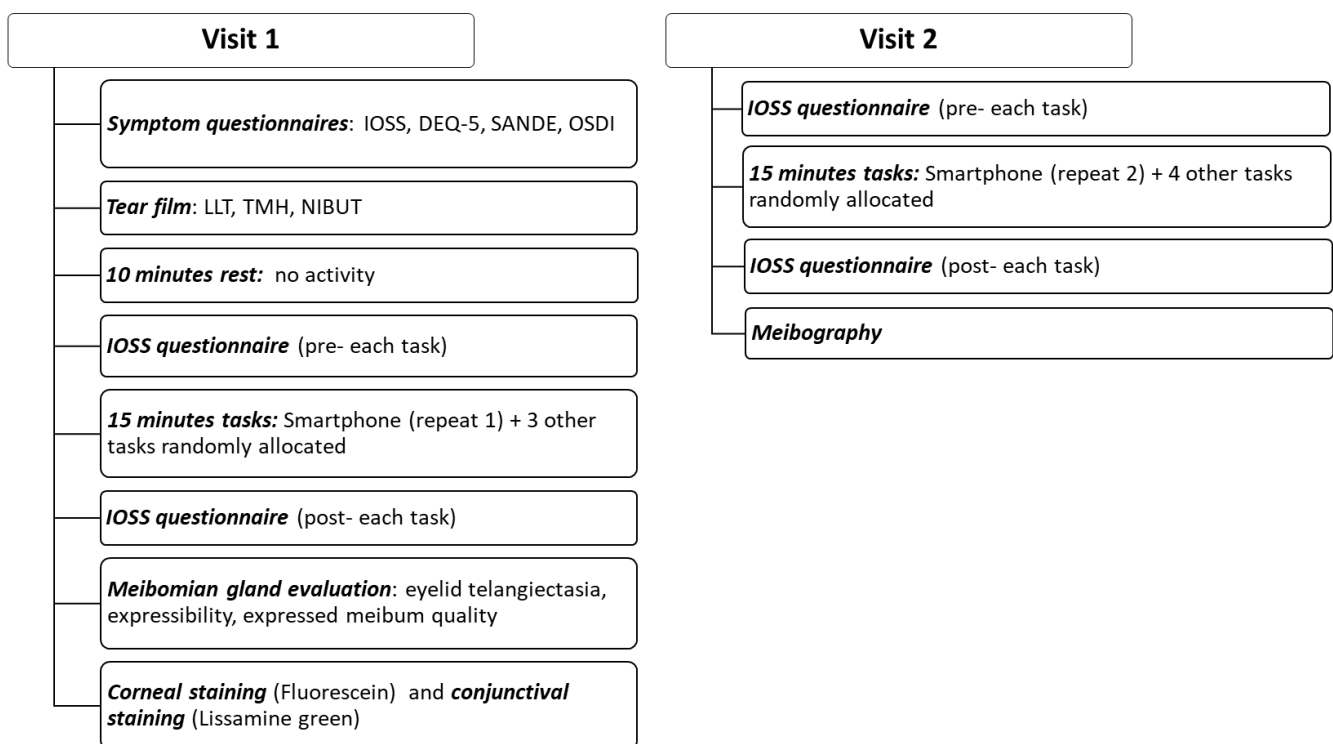 Visit 1
Symptom questionnaires: IOSS, DEQ-5, SANDE, OSDI
Tear film: LLT, TMH, NIBUT
10 minutes rest: no activity
IOSS questionnaire (pre- each task)
15 minutes tasks: Smartphone (repeat 1) + 3 other
tasks randomly allocated
IOSS questionnaire (post- each task)
Meibomian gland evaluation: eyelid telangiectasia,
expressibility, expressed meibum quality
Corneal staining (Fluorescein) and conjunctival
staining (Lissamine green)
Visit 2
IOSS questionnaire (pre- each task)
15 minutes tasks: Smartphone (repeat 2) + 4 other tasks
randomly allocated
IOSS questionnaire (post- each task)
Meibography